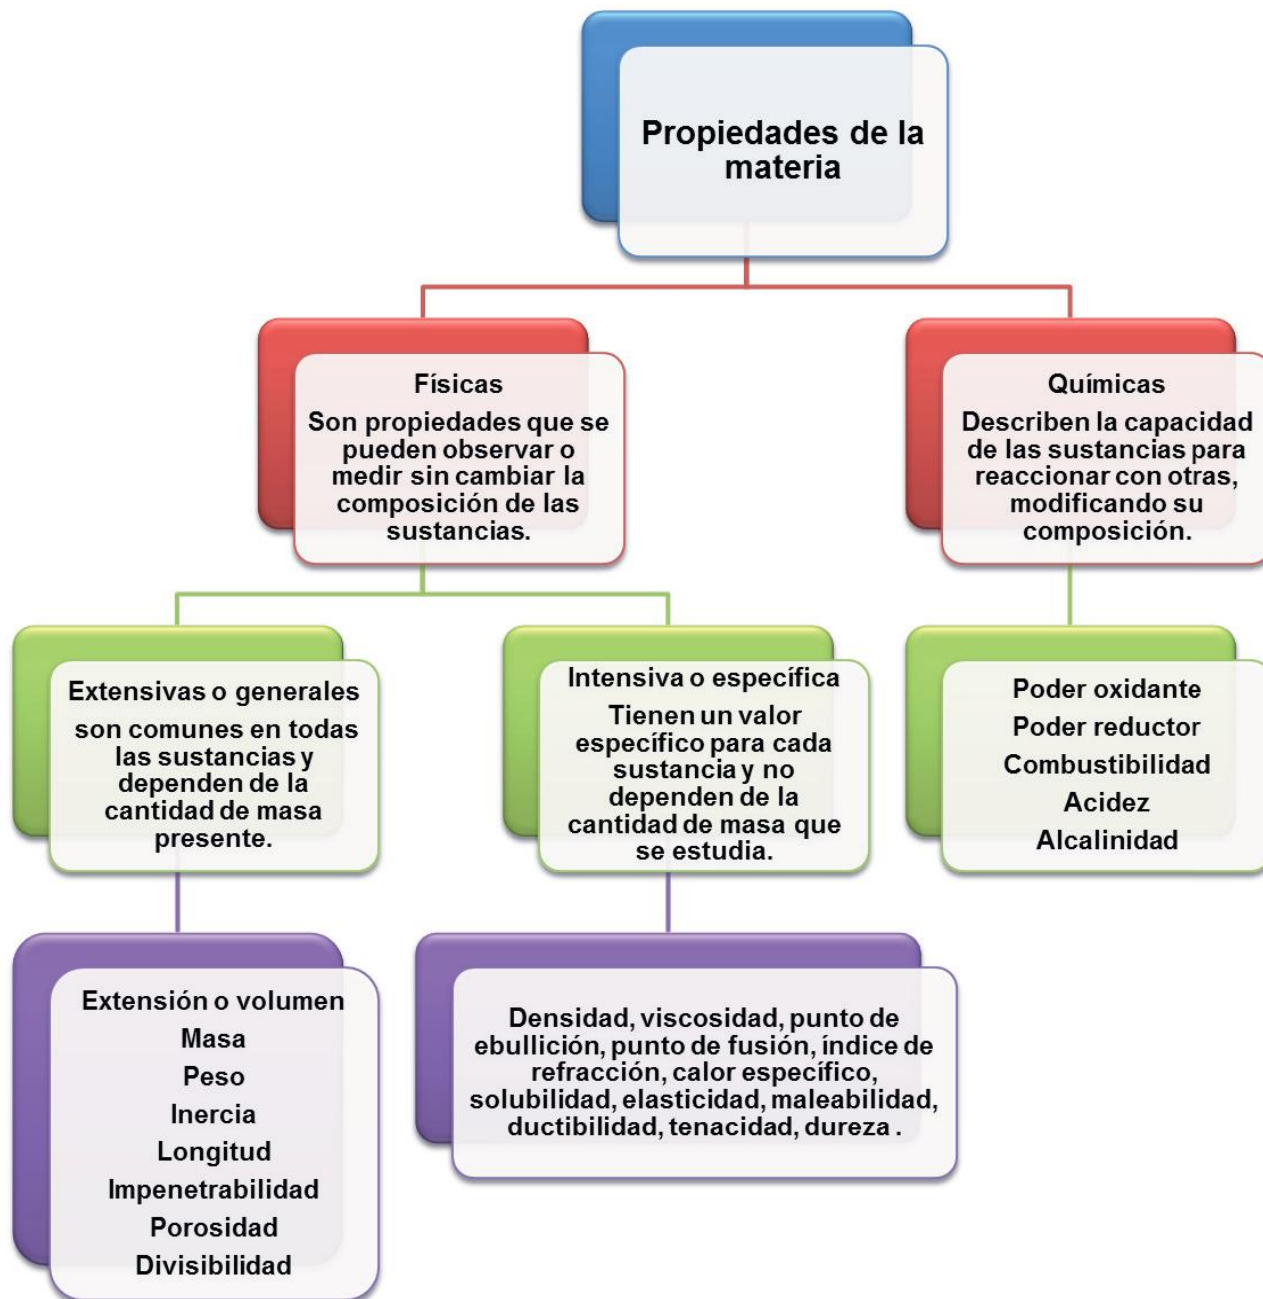 Propiedades de la
materia
Físicas
Son propiedades que se
pueden observar o
medir sin cambiar la
composición de las
sustancias.
Químicas
Describen la capacidad
de las sustancias para
reaccionar con otras,
modificando su
composición.
Extensivas o generales
son comunes en todas
las sustancias y
dependen de la
cantidad de masa
presente.
Intensiva o específica
Tienen un valor
específico para cada
sustancia y no
dependen de la
cantidad de masa que
se estudia.
Poder oxidante
Poder reductor
Combustibilidad
Acidez
Alcalinidad
Extensión o volumen
Masa
Peso
Inercia
Longitud
Impenetrabilidad
Porosidad
Divisibilidad
Densidad, viscosidad, punto de
ebullición, punto de fusión, índice de
refracción, calor específico,
solubilidad, elasticidad, maleabilidad,
ductibilidad, tenacidad, dureza .